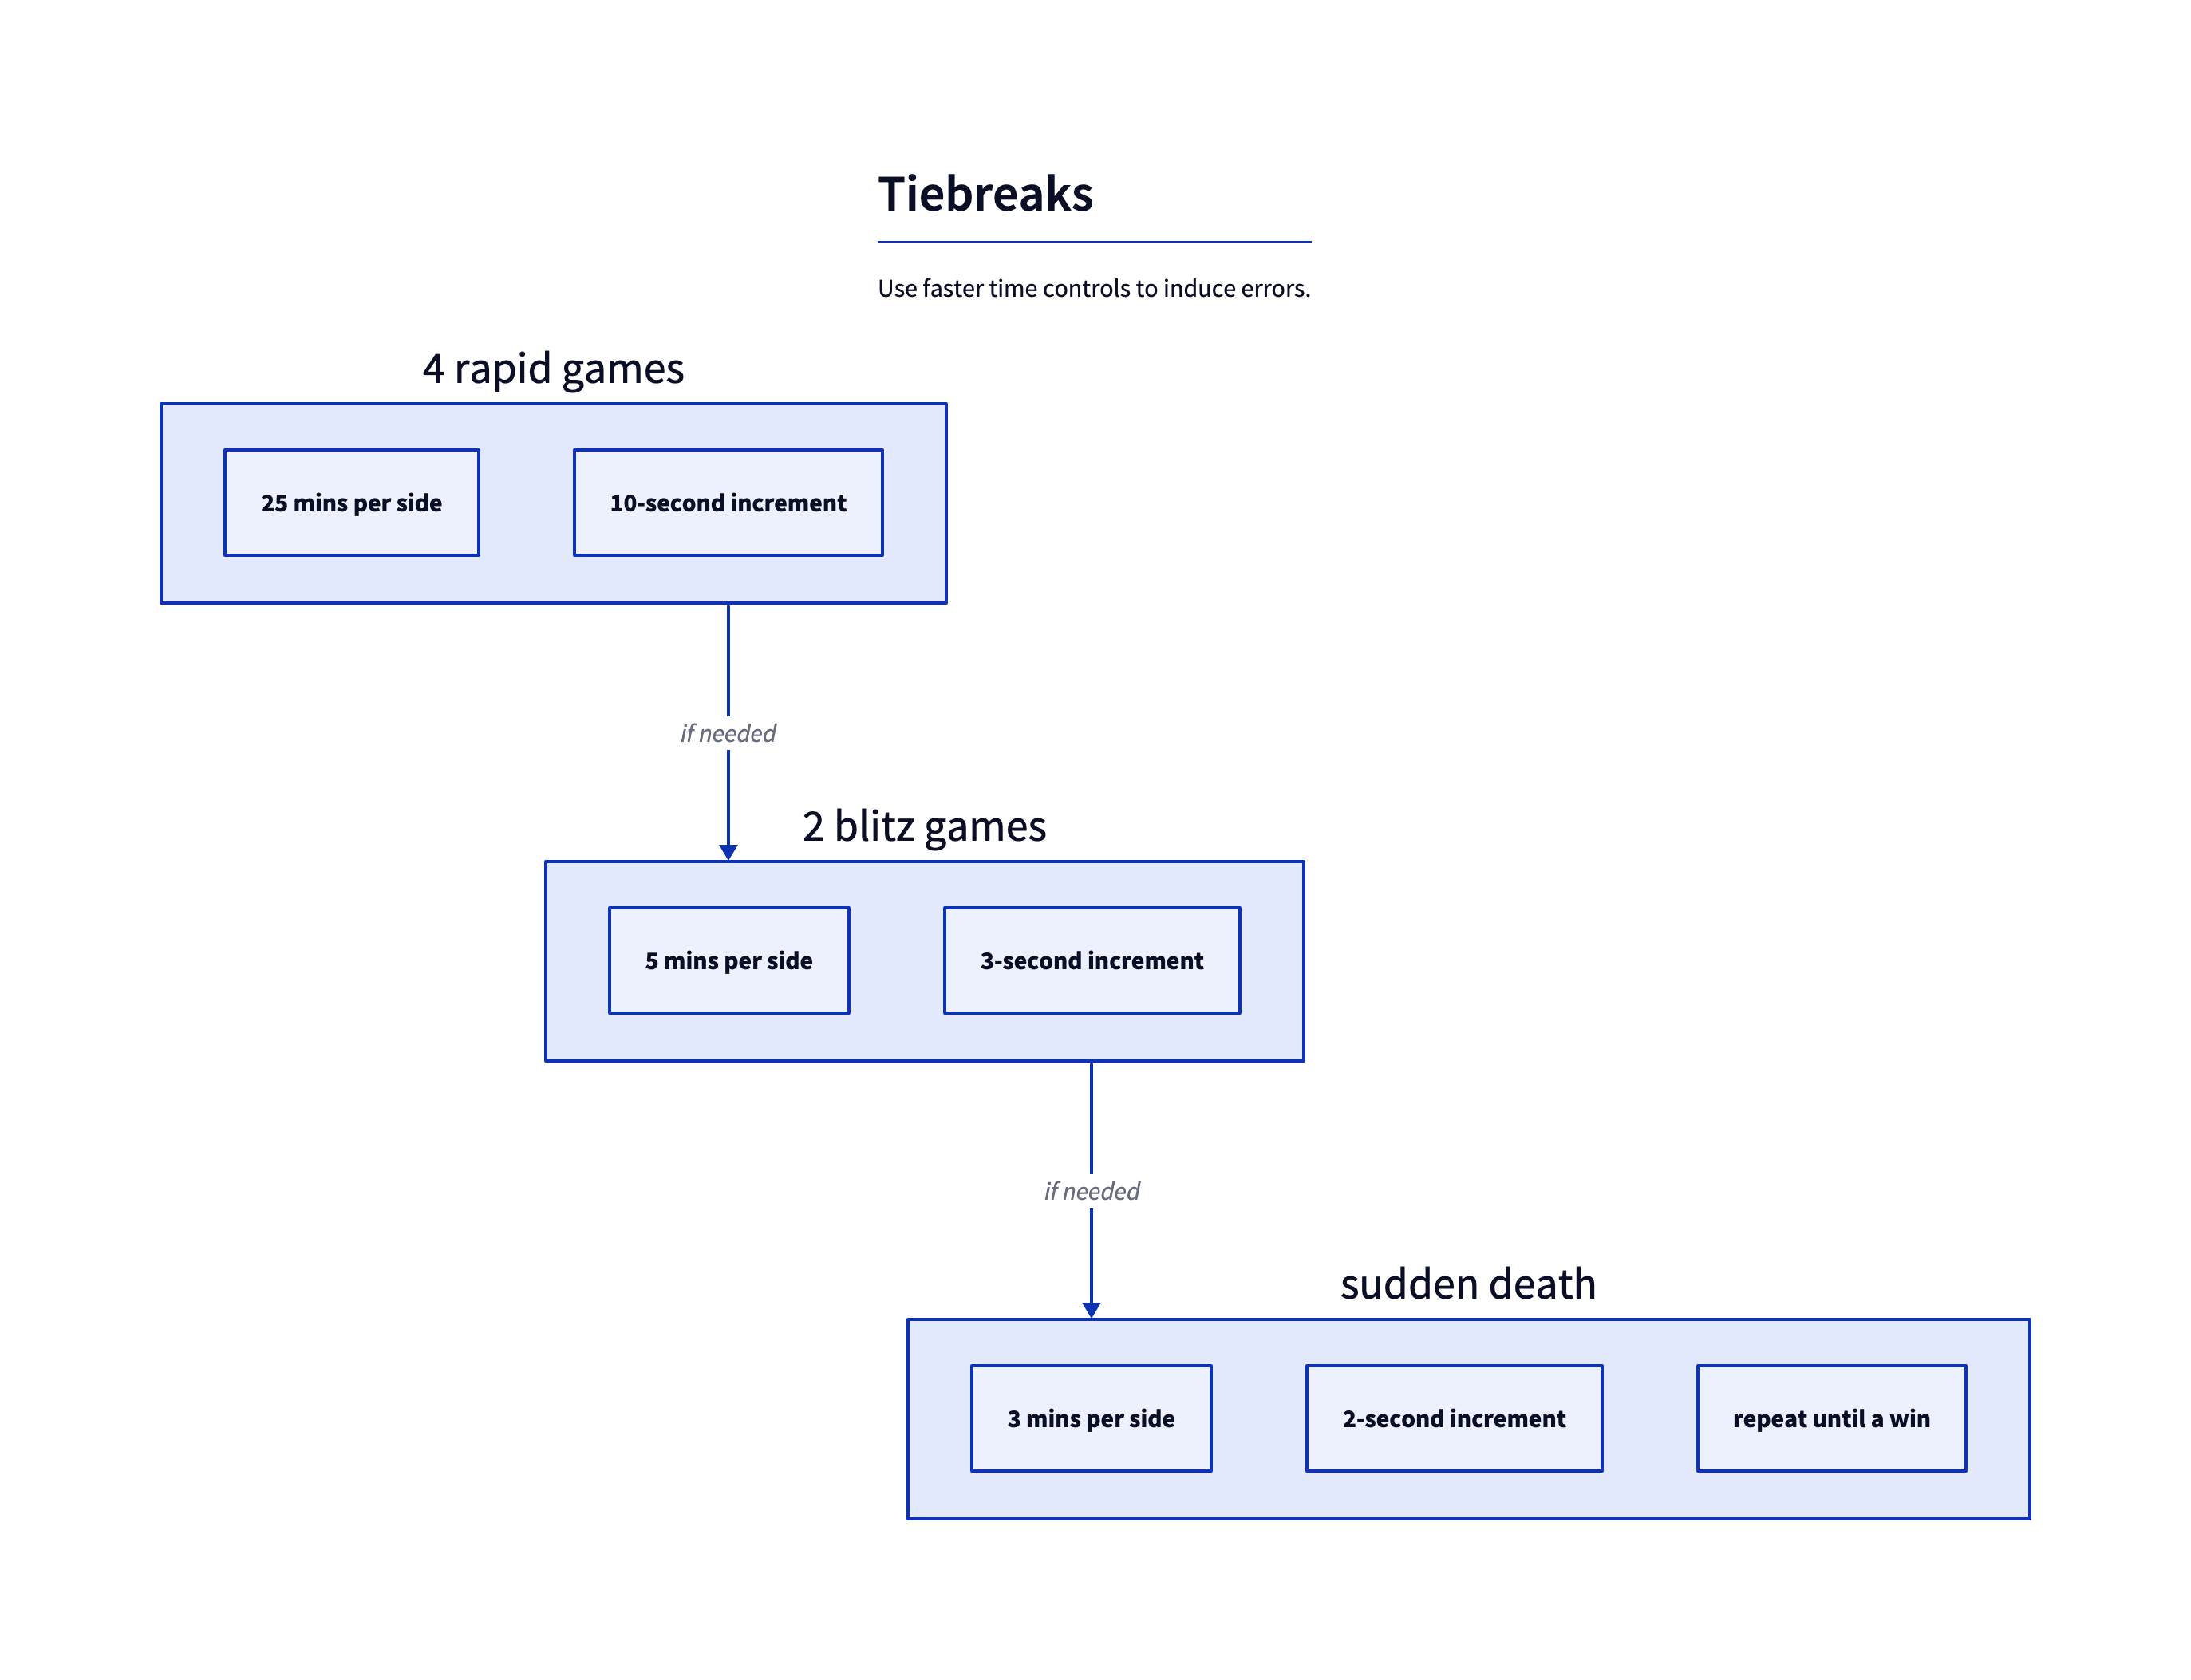 Tiebreaks
Use faster time controls to induce errors.
4 rapid games
25 mins per side
10-second increment
if needed
2 blitz games
5 mins per side
3-second increment
if needed
sudden death
3 mins per side
2-second increment
repeat until a win